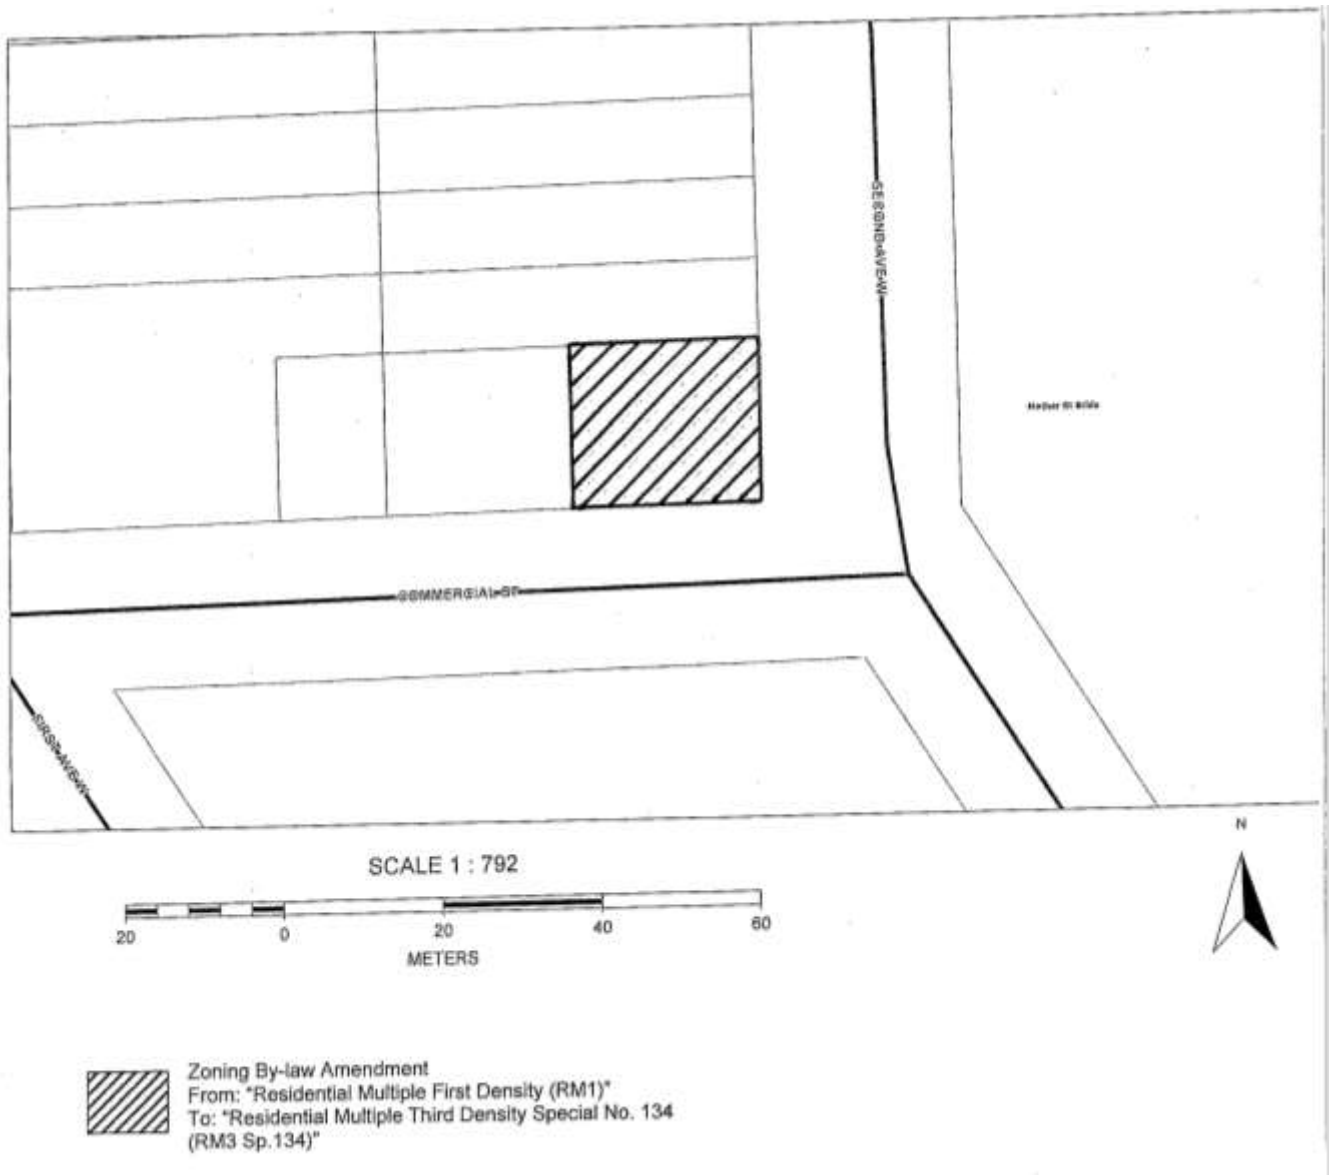 SECOND AVE W
COMMERCIAL ST
FIRST AVE W
N
SCALE 1 : 792
20 0 20 40 60
METERS
Zoning By-law Amendment
From: "Residential Multiple First Density (RM1)"
To: "Residential Multiple Third Density Special No. 134
(RM3 Sp.134)"